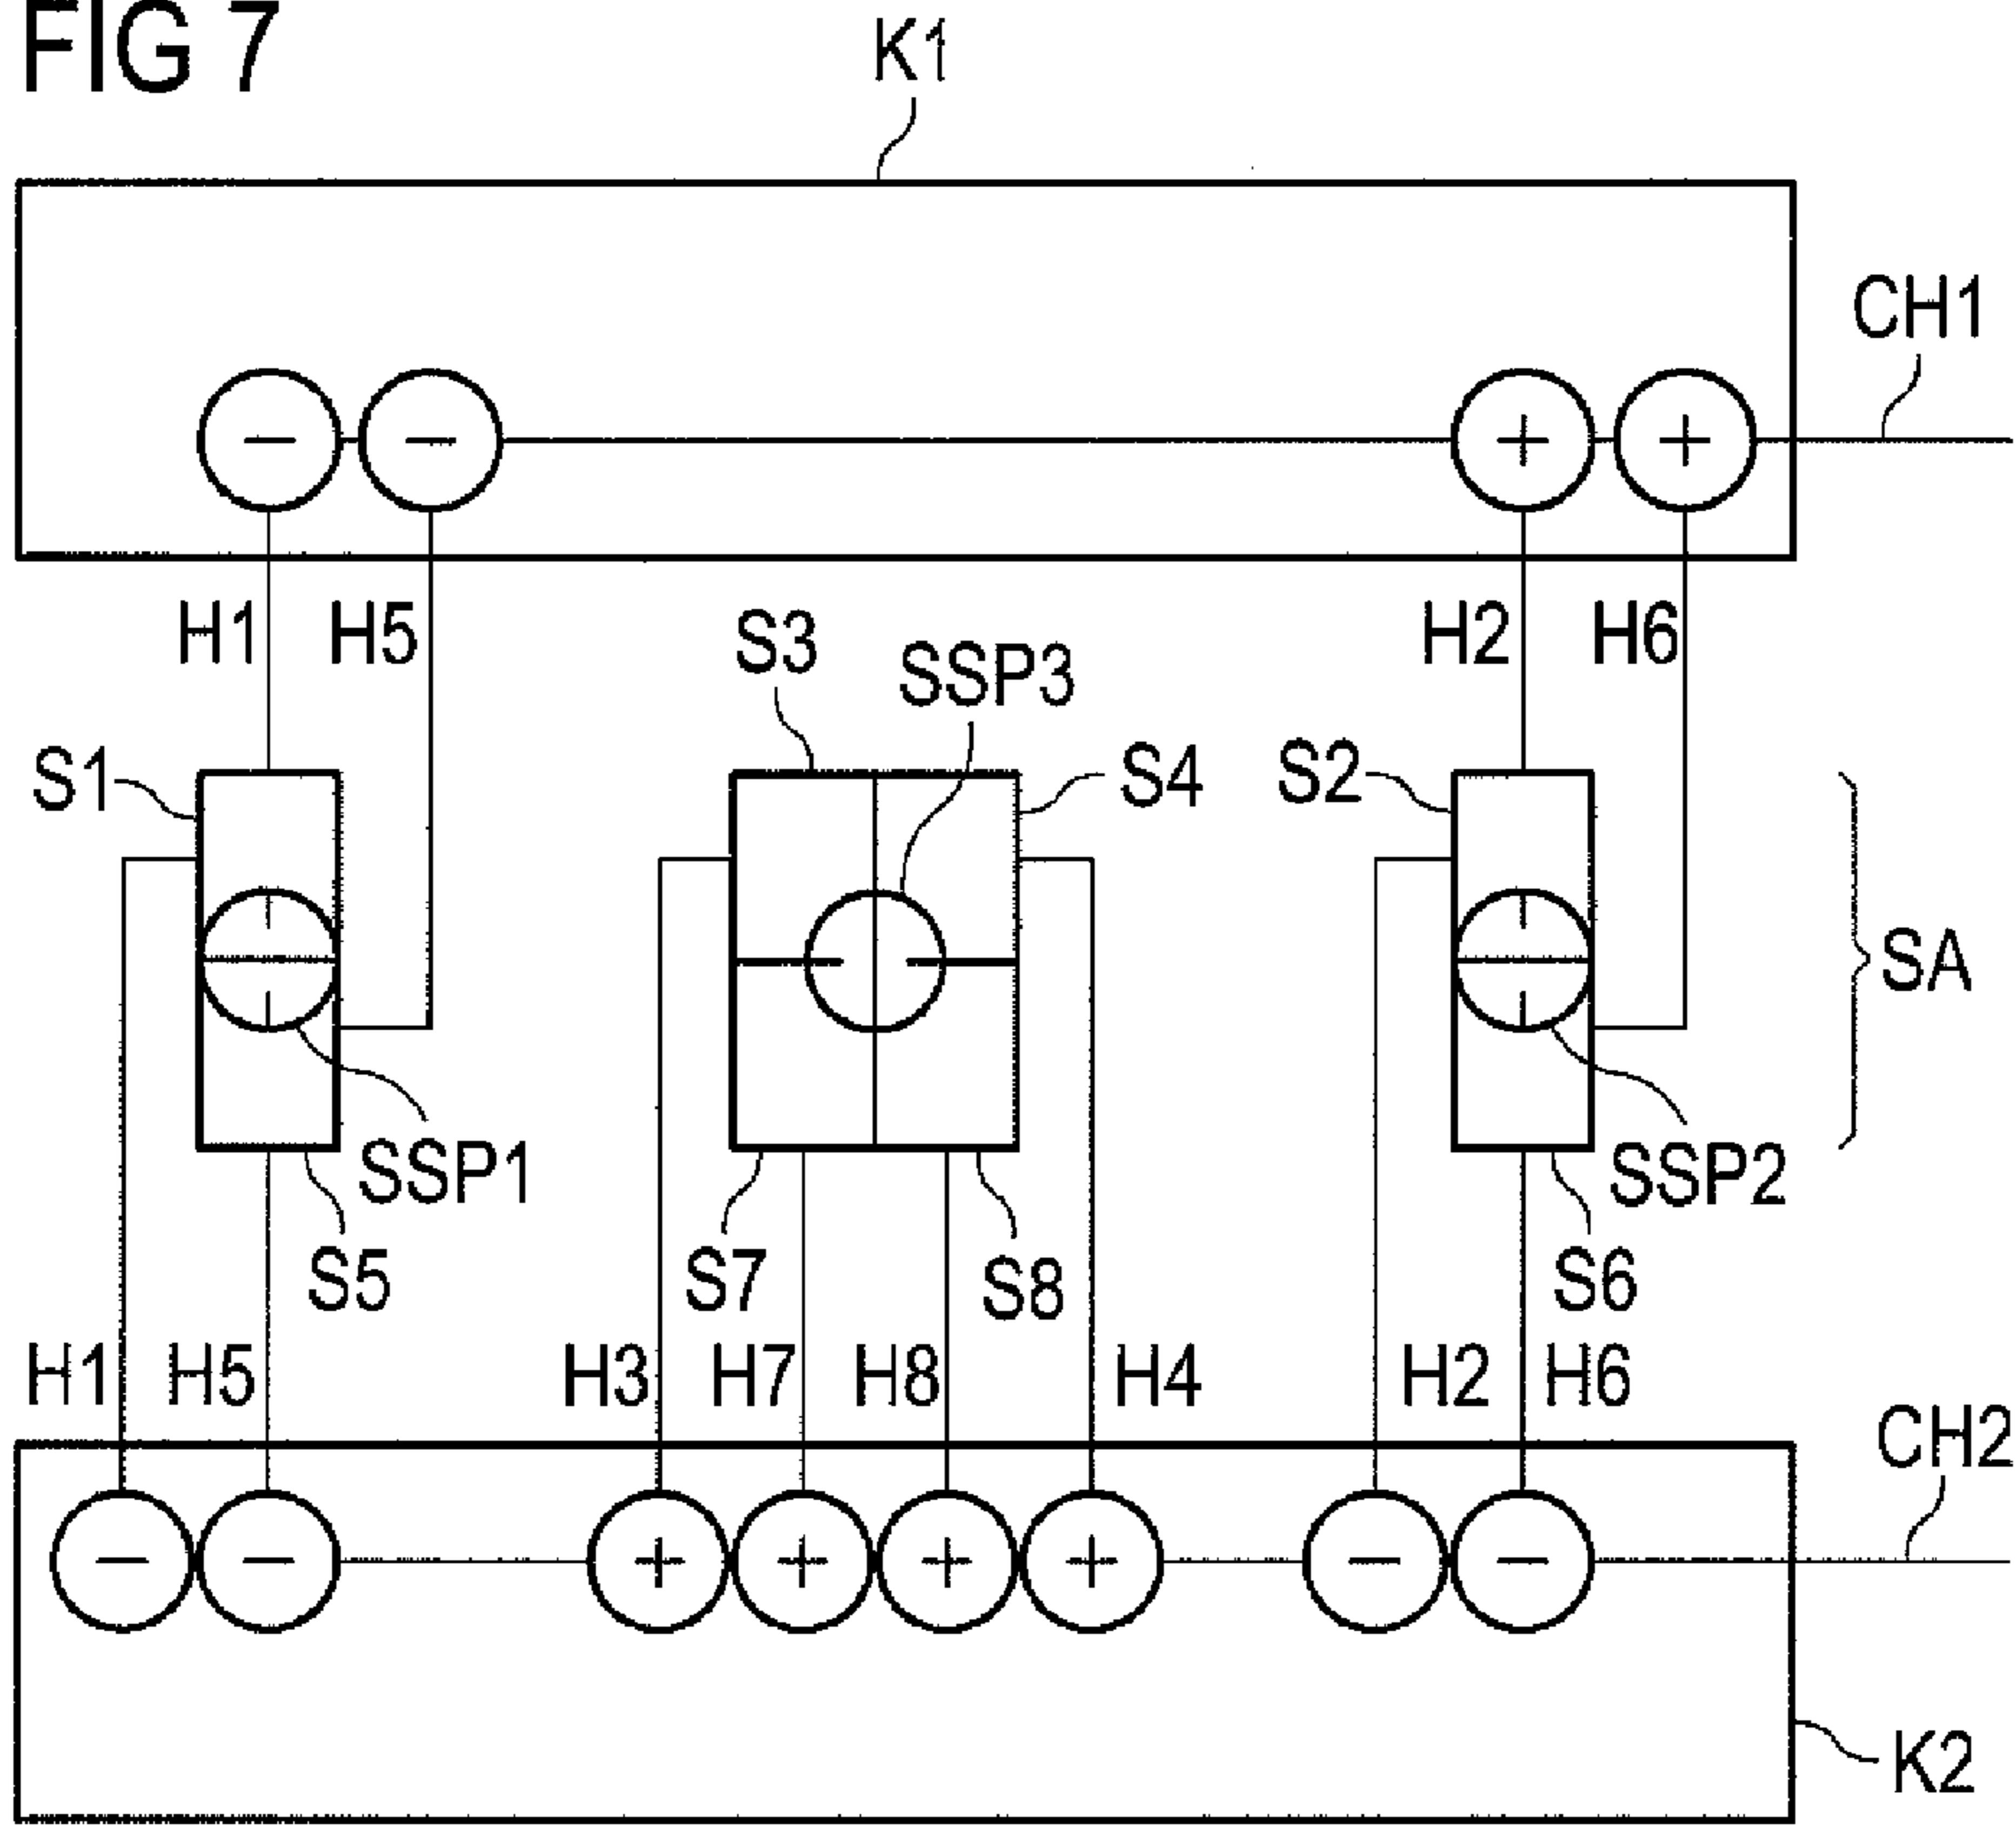 FIG 7
K1
CH1
− − + +
H1 H5 H2 H6
S3 SSP3
S1 S4 S2
SA
SSP1 SSP2
S5 S7 S8 S6
H1 H5 H3 H7 H8 H4 H2 H6
CH2
− − + + + + − −
K2